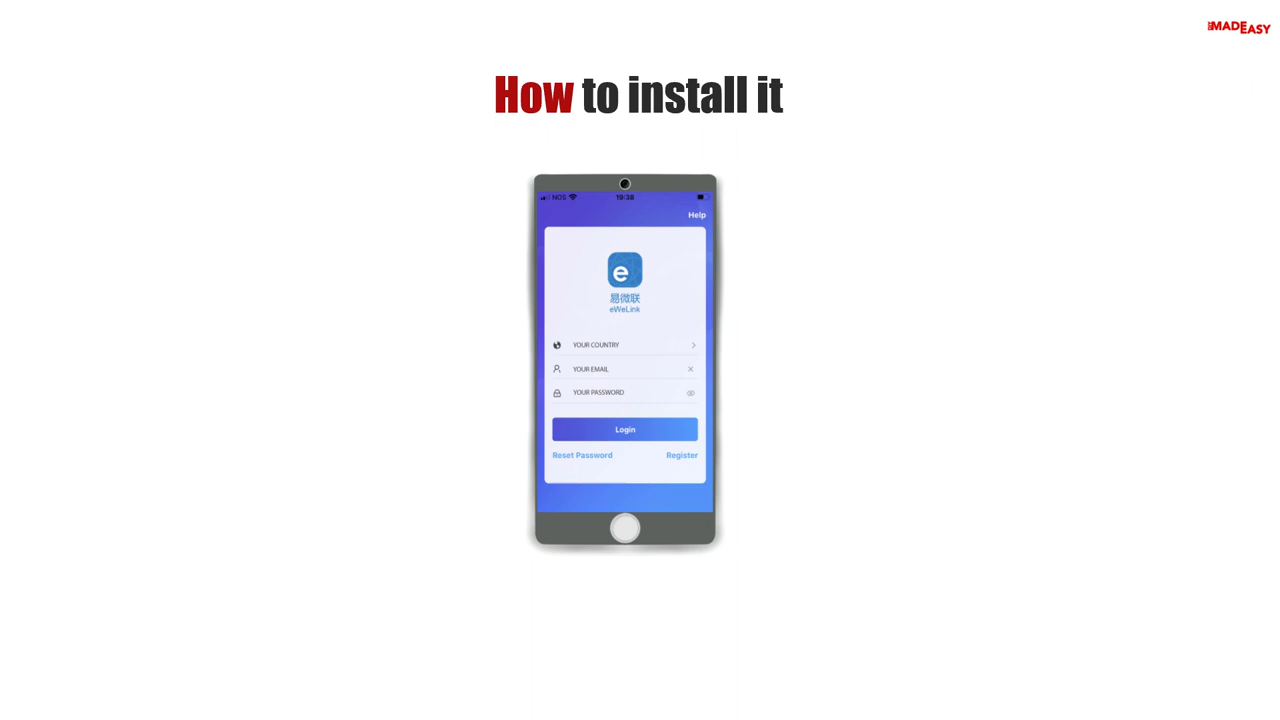 MADEASY
How to install it
NOS 19:38
Help
e
易微联
eWeLink
YOUR COUNTRY
YOUR EMAIL
YOUR PASSWORD
Login
Reset Password Register